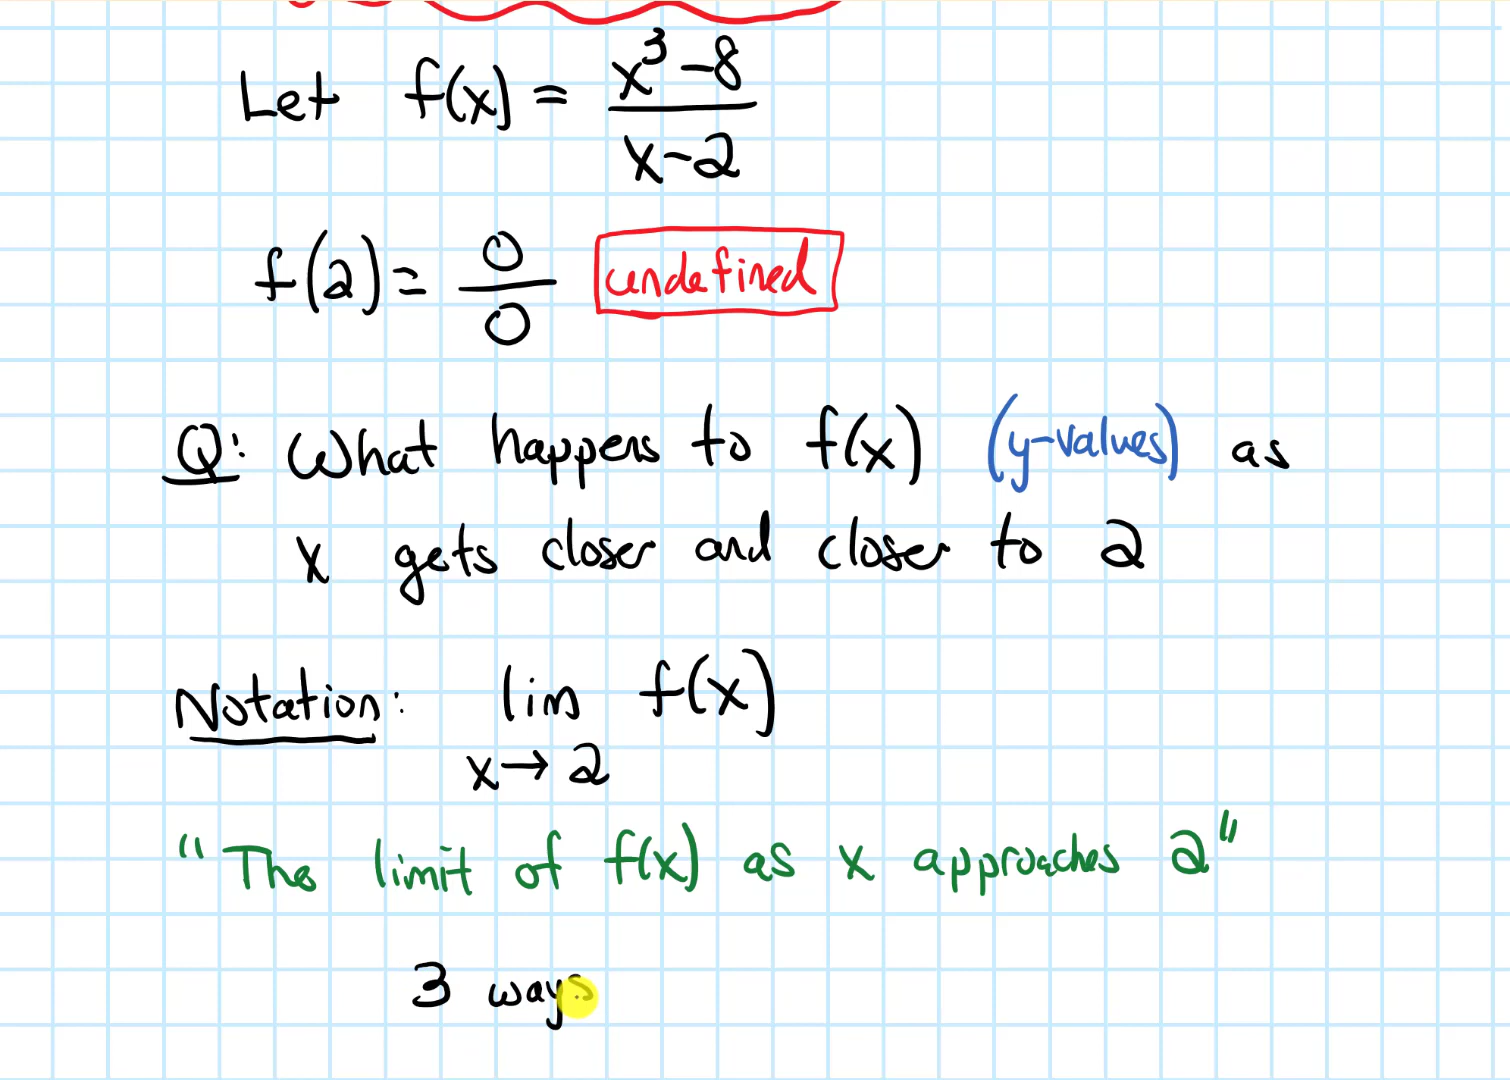 Let f(x) = x³-8 / x-2
f(2) = 0/0 undefined
Q: What happens to f(x) (y-values) as
x gets closer and closer to 2
Notation: lim f(x)
x→2
"The limit of f(x) as x approaches 2"
3 ways